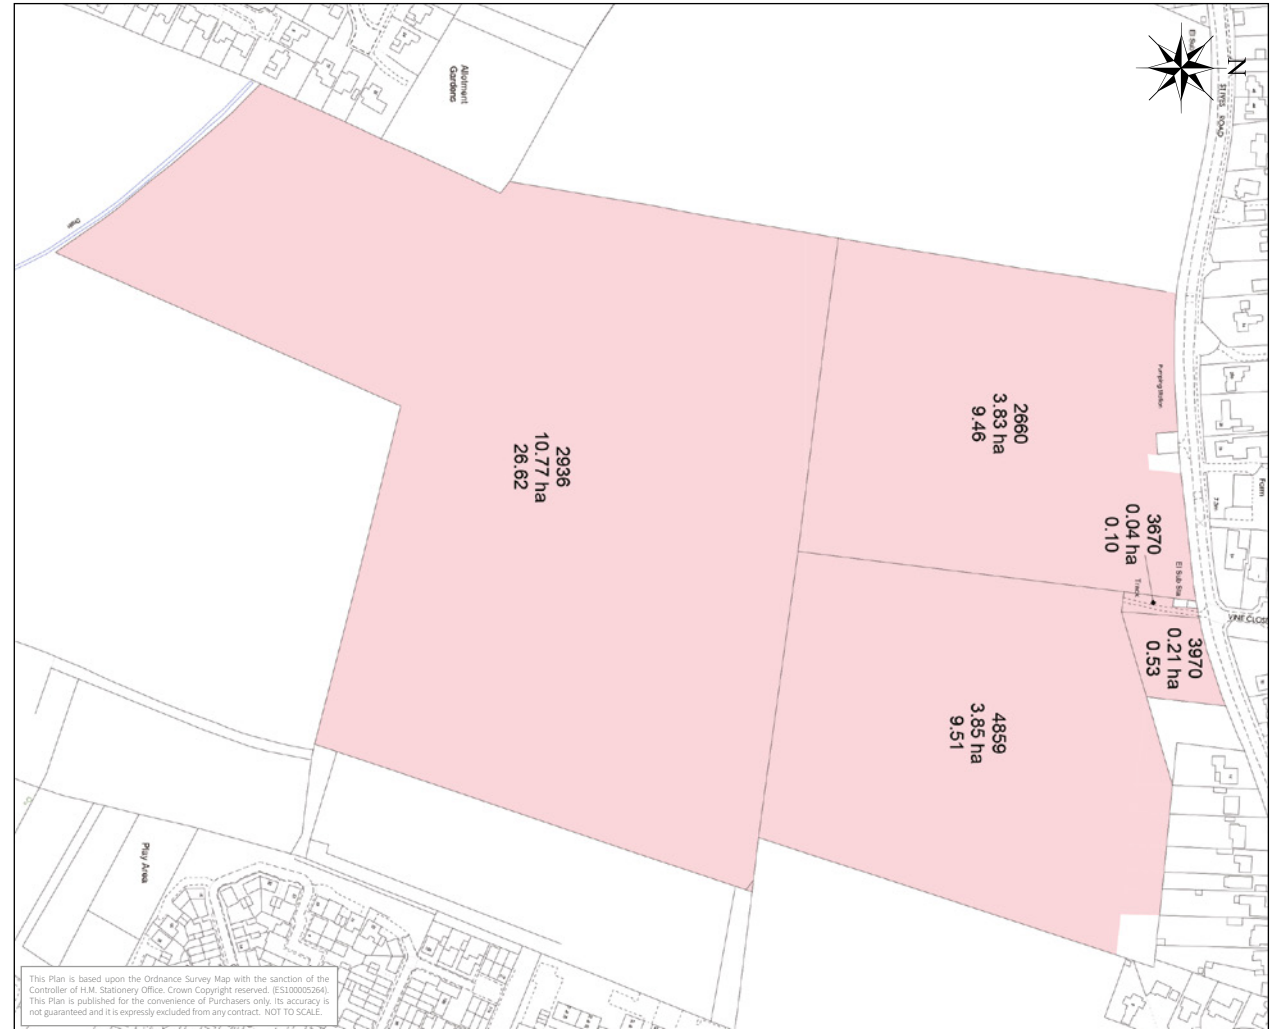 Allotment
Gardens
El Sub
N
ST IVES ROAD
Drain
Pumping Station
2660
3.83 ha
9.46
2936
10.77 ha
26.62
Farm
3670
0.04 ha
0.10
El Sub Sta
Track
VINE CLOSE
3970
0.21 ha
0.53
4859
3.85 ha
9.51
Play Area
This Plan is based upon the Ordnance Survey Map with the sanction of the
Controller of H.M. Stationery Office. Crown Copyright reserved. (ES100005264).
This Plan is published for the convenience of Purchasers only. Its accuracy is
not guaranteed and it is expressly excluded from any contract. NOT TO SCALE.